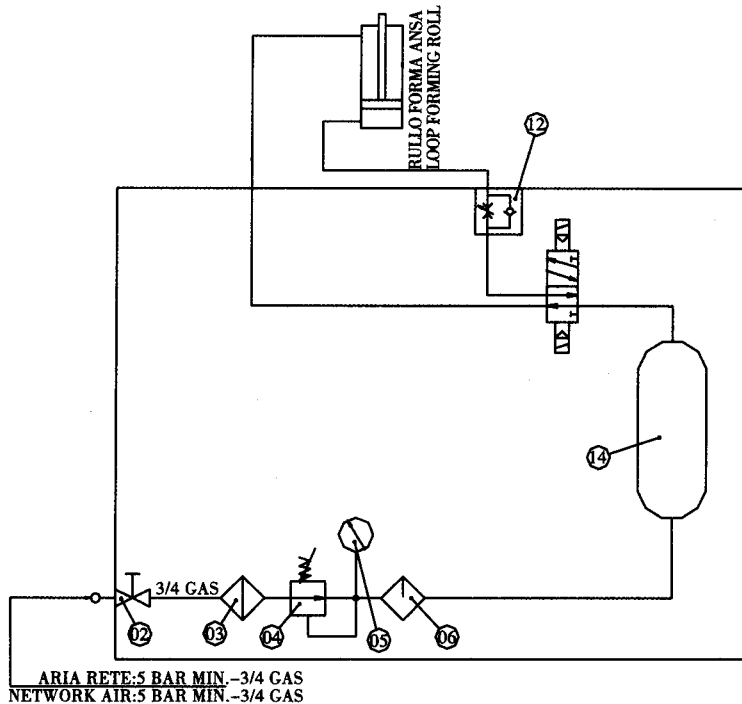 RULLO FORMA ANSA
LOOP FORMING ROLL
12
14
3/4 GAS
02
03
04
05
06
ARIA RETE:5 BAR MIN.-3/4 GAS
NETWORK AIR:5 BAR MIN.-3/4 GAS